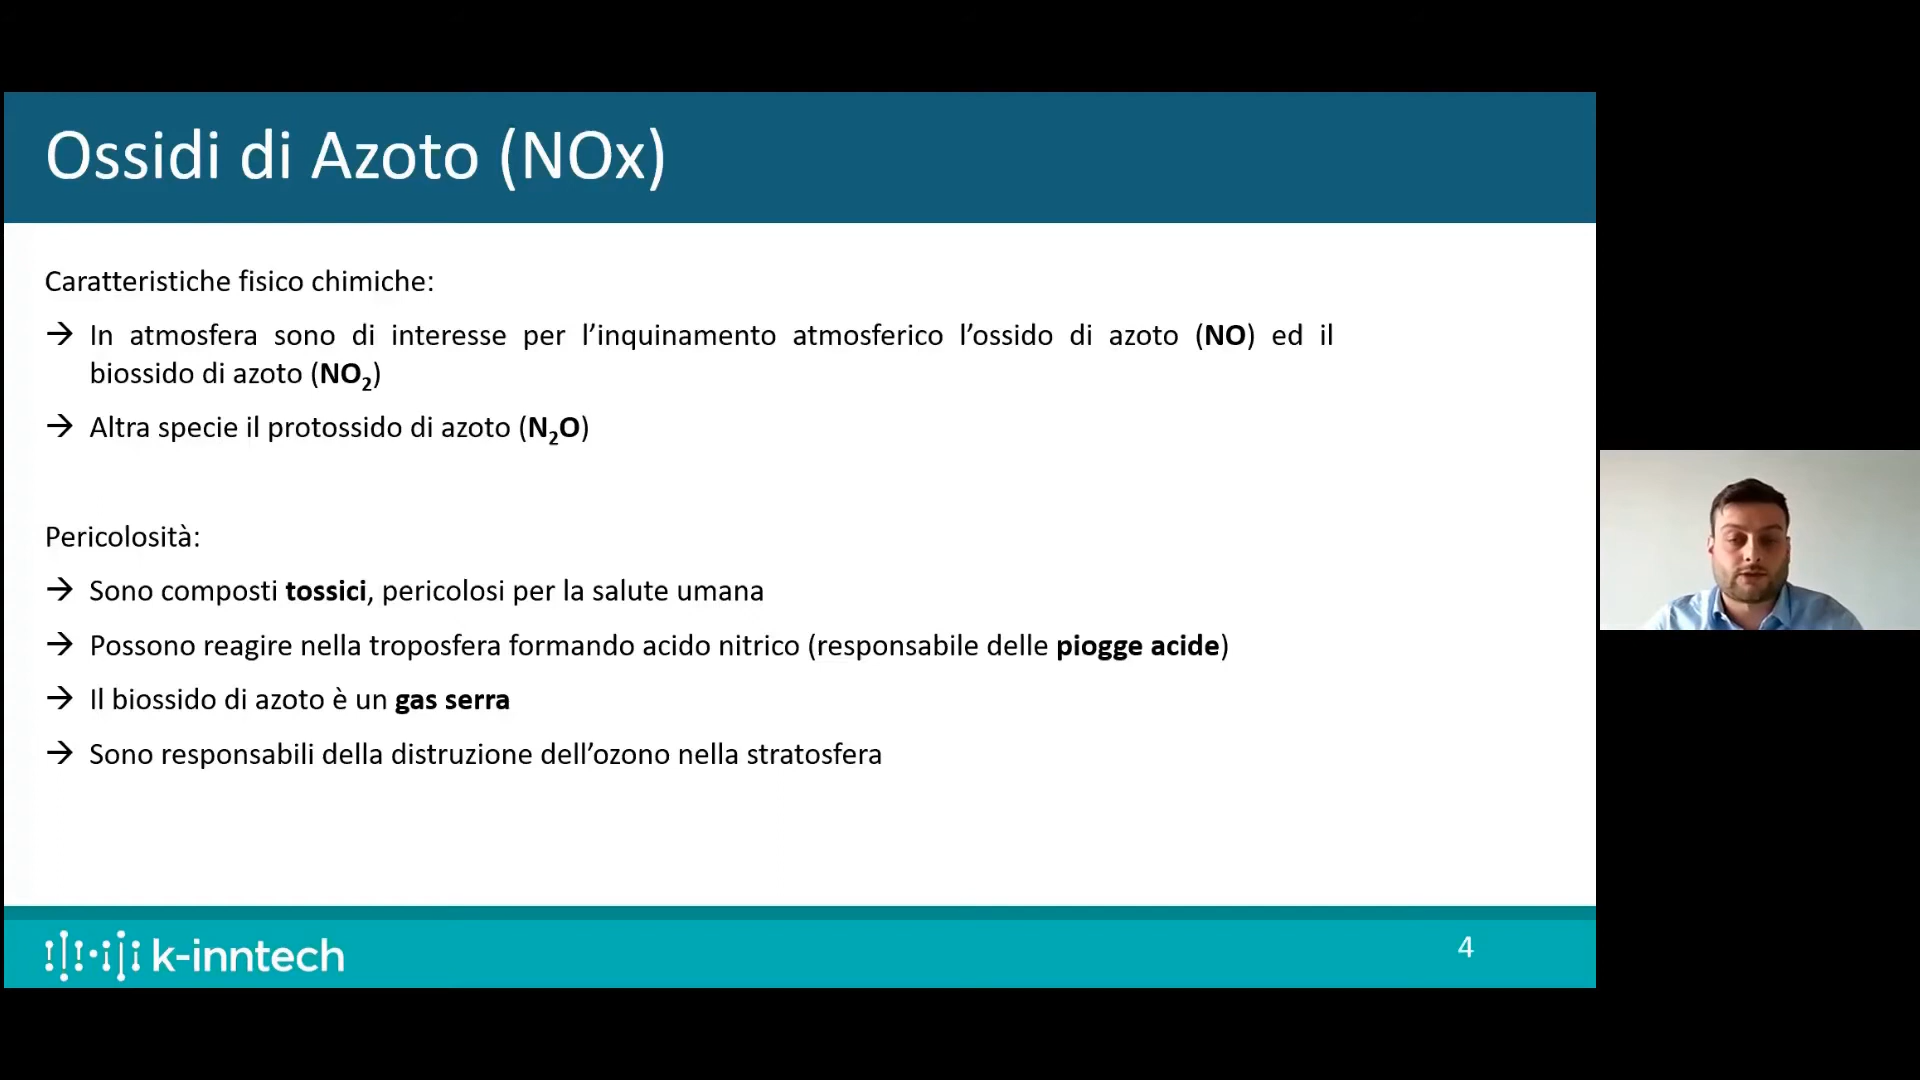 Ossidi di Azoto (NOx)
Caratteristiche fisico chimiche:
→ In atmosfera sono di interesse per l’inquinamento atmosferico l’ossido di azoto (NO) ed il
biossido di azoto (NO₂)
→ Altra specie il protossido di azoto (N₂O)
Pericolosità:
→ Sono composti tossici, pericolosi per la salute umana
→ Possono reagire nella troposfera formando acido nitrico (responsabile delle piogge acide)
→ Il biossido di azoto è un gas serra
→ Sono responsabili della distruzione dell’ozono nella stratosfera
k-inntech
4